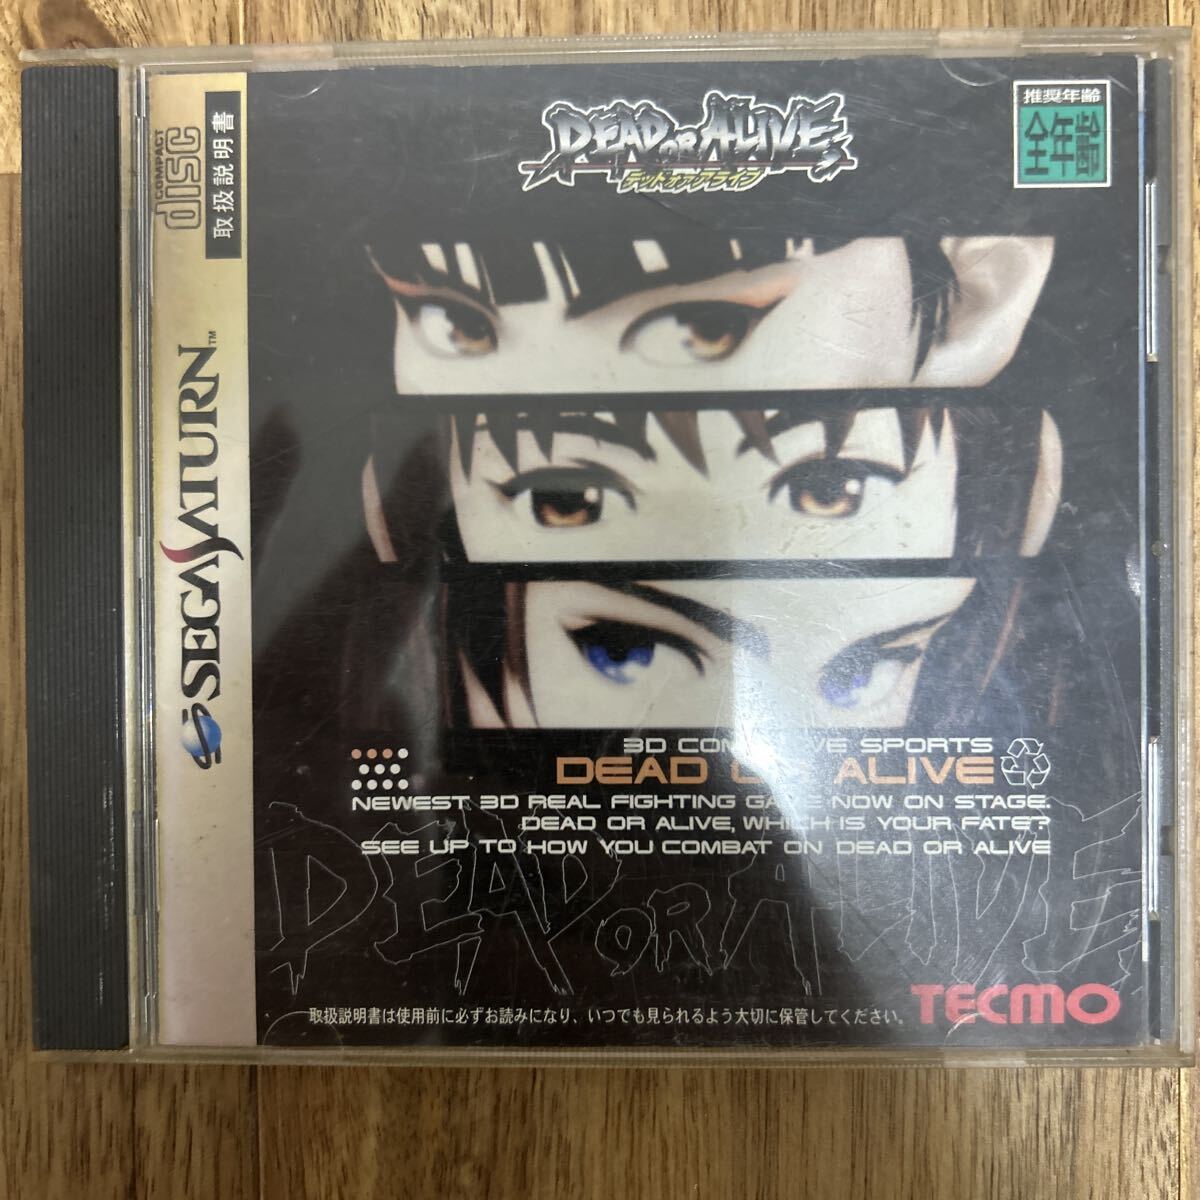 COMPACT
disc
取扱説明書
SEGASATURN™
DEAD OR ALIVE
デッドオアアライブ
推奨年齢
全年齢
3D SPORTS
DEAD ALIVE
NEWEST 3D REAL FIGHTING NOW ON STAGE.
DEAD OR ALIVE, WHICH IS YOUR FATE?
SEE UP TO HOW YOU COMBAT ON DEAD OR ALIVE
DEAD OR ALIVE
取扱説明書は使用前に必ずお読みになり、いつでも見られるよう大切に保管してください。
TECMO